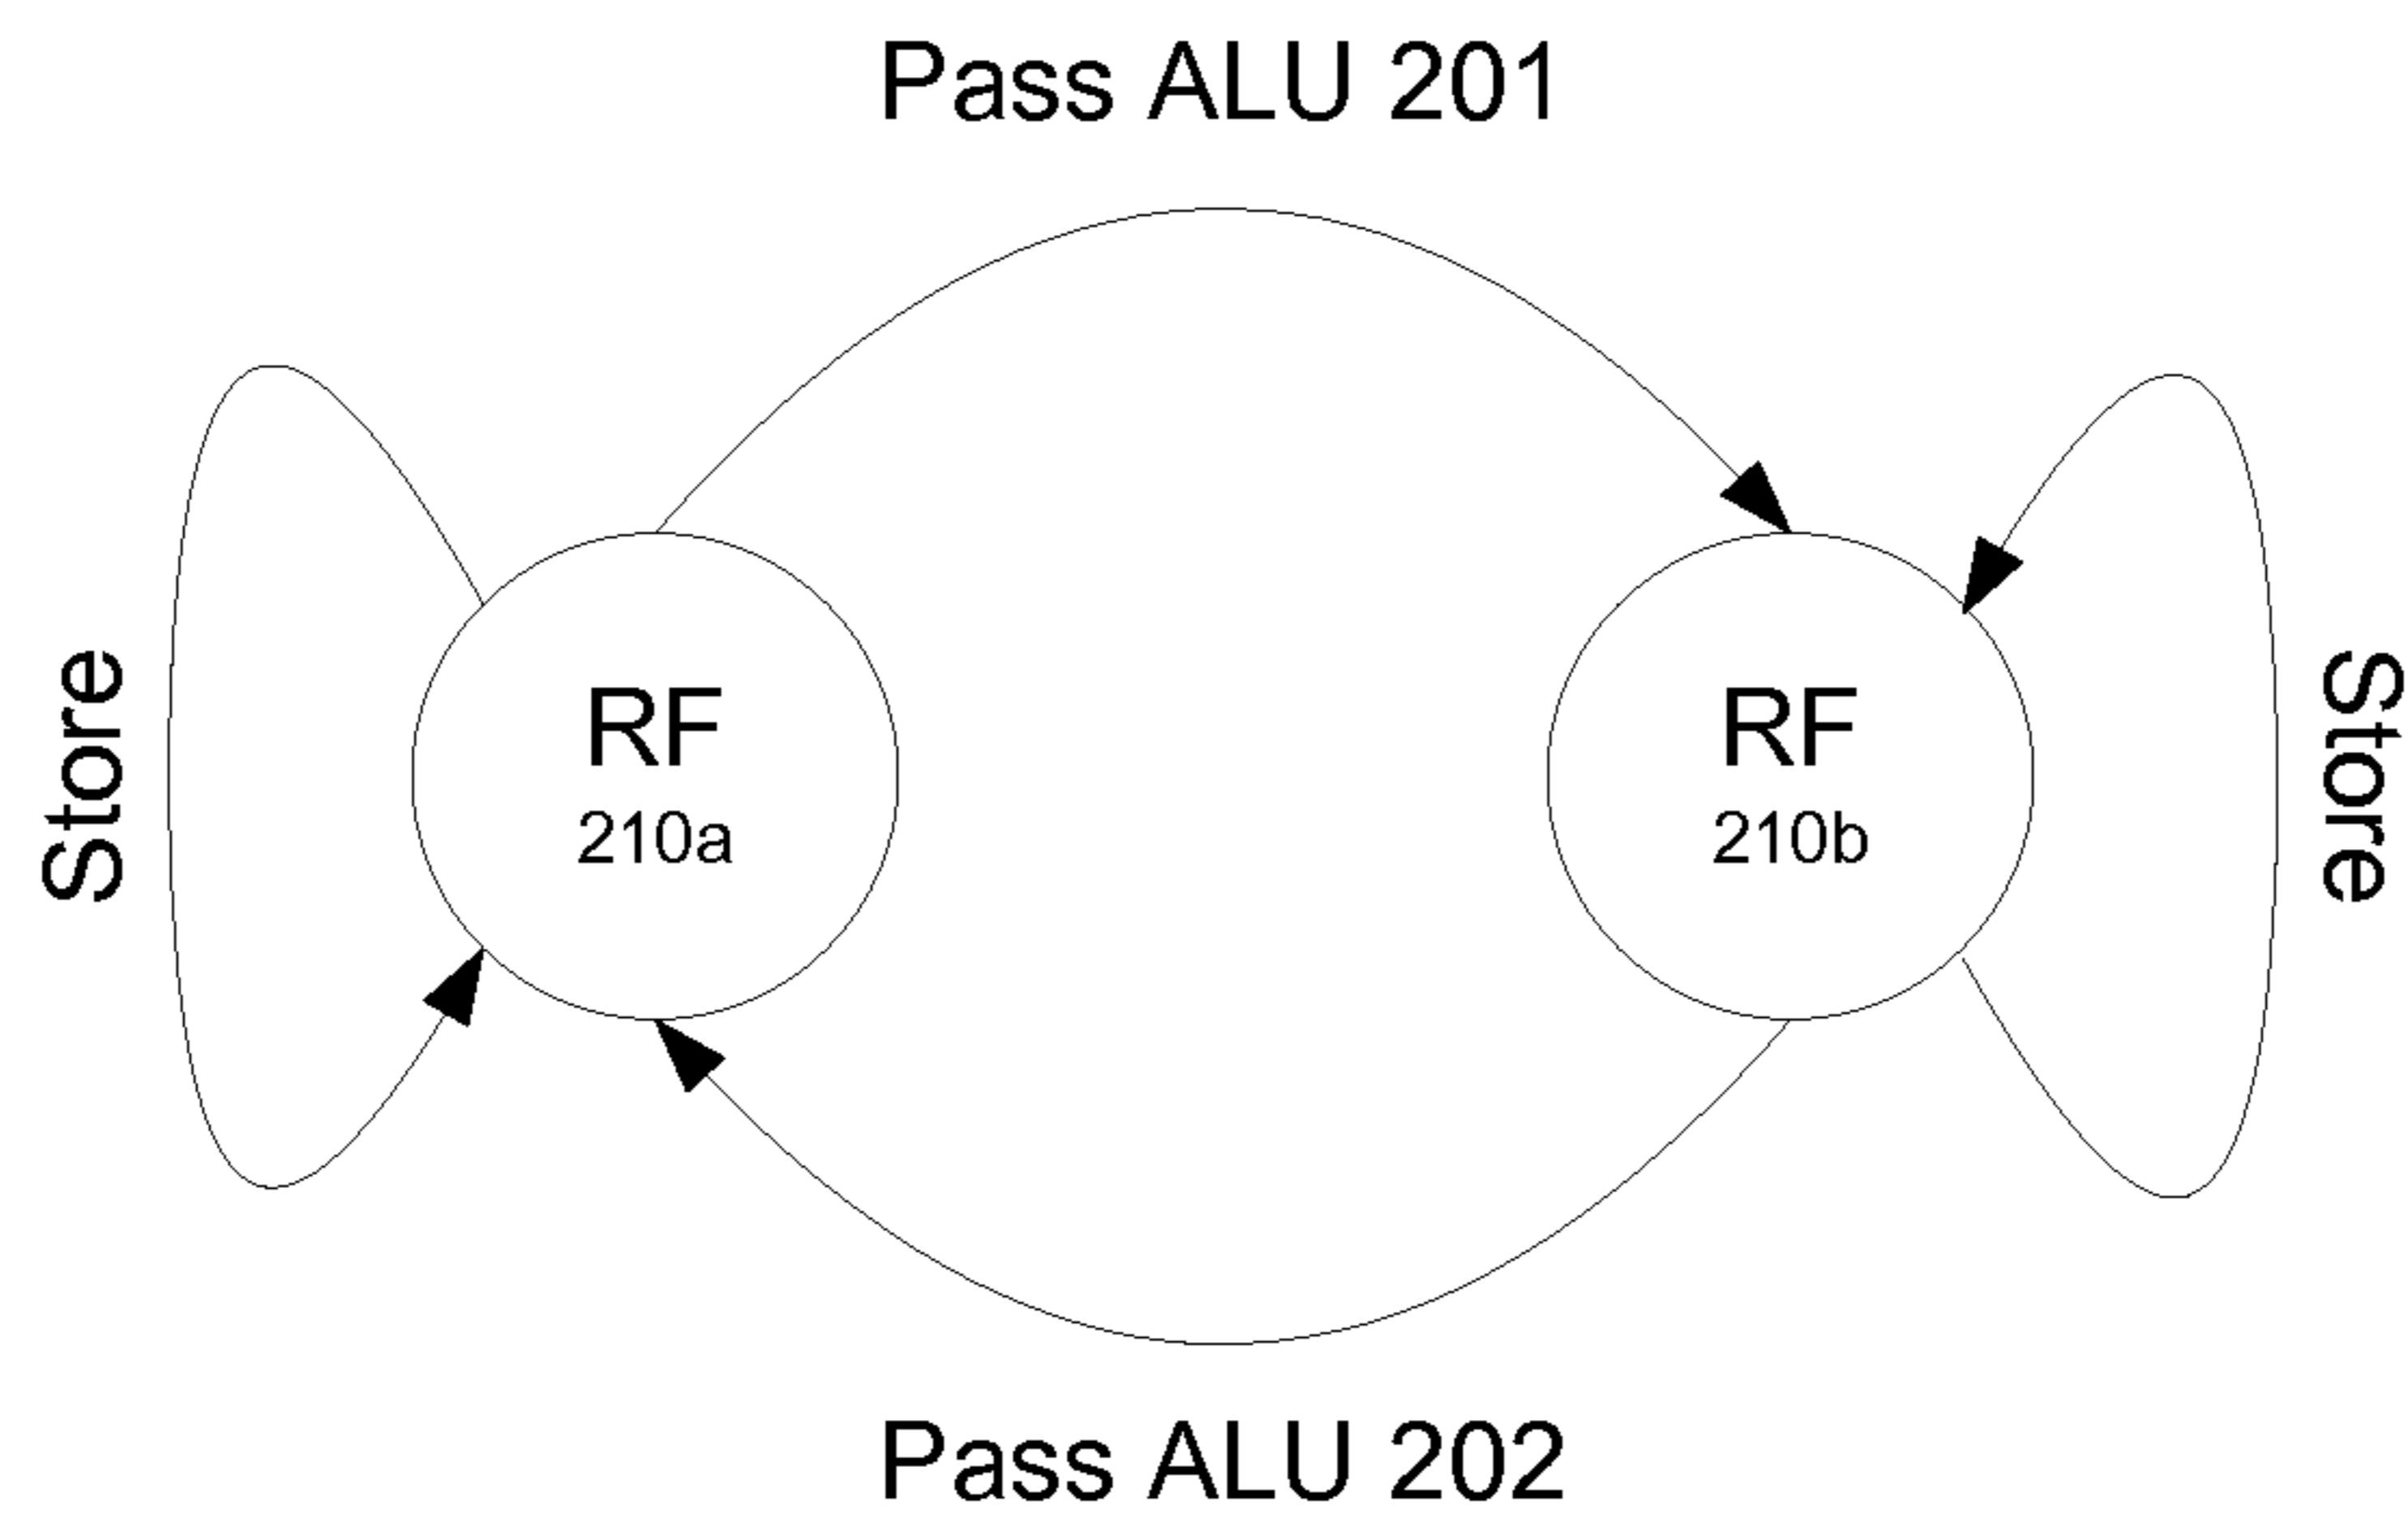 Pass ALU 201
Store
RF
210a
RF
210b
Store
Pass ALU 202